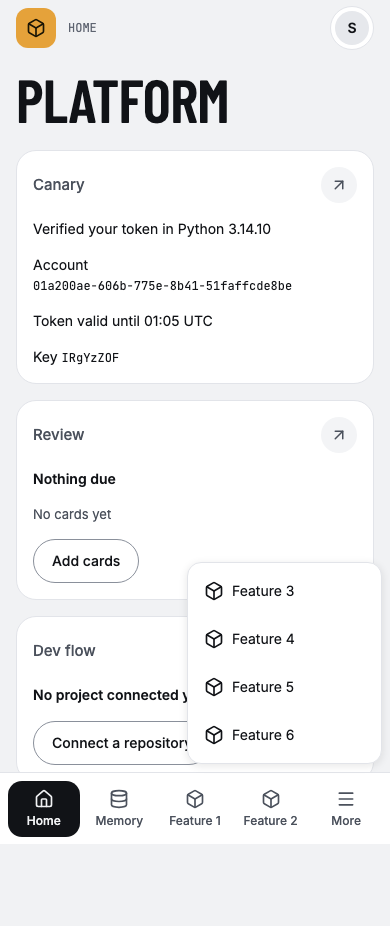 HOME
S
PLATFORM
Canary
Verified your token in Python 3.14.10
Account
01a200ae-606b-775e-8b41-51faffcde8be
Token valid until 01:05 UTC
Key IRgYzZOF
Review
Nothing due
No cards yet
Add cards
Feature 3
Feature 4
Feature 5
Feature 6
Dev flow
No project connected y
Connect a repository
Home
Memory
Feature 1
Feature 2
More